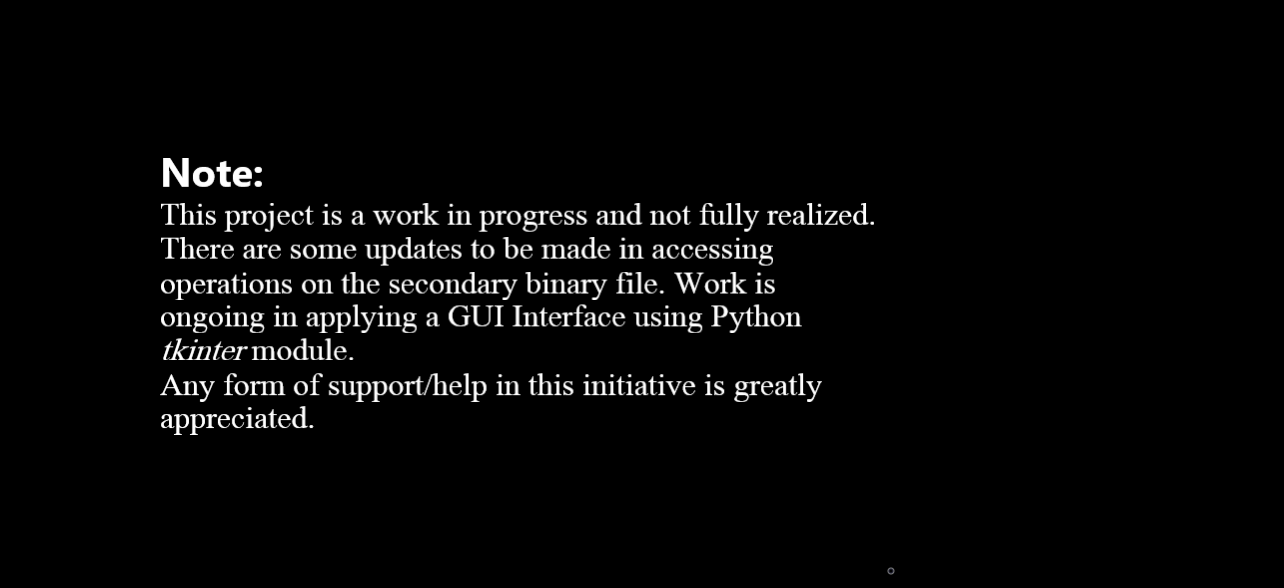 Note:
This project is a work in progress and not fully realized.
There are some updates to be made in accessing
operations on the secondary binary file. Work is
ongoing in applying a GUI Interface using Python
tkinter module.
Any form of support/help in this initiative is greatly
appreciated.